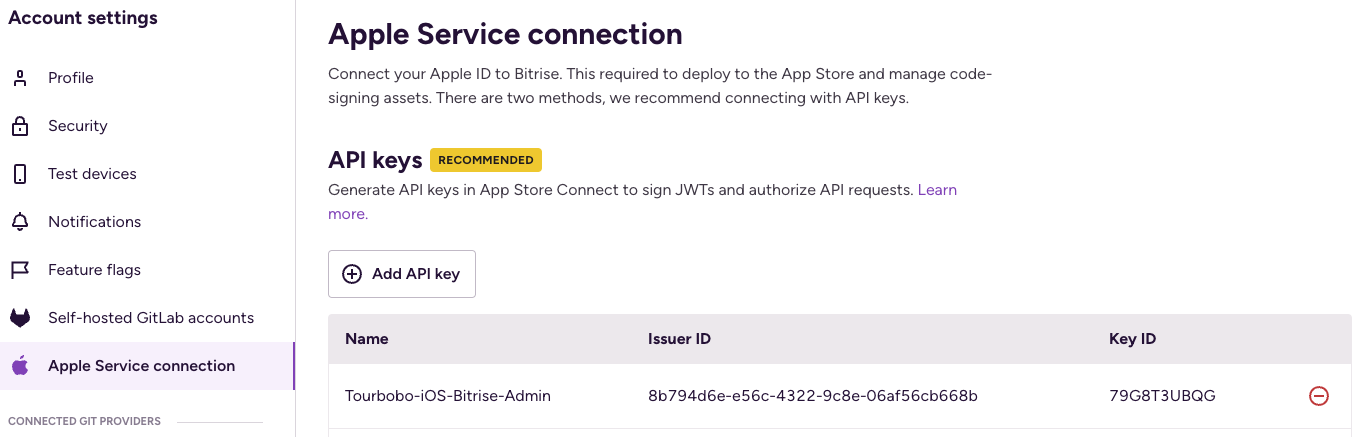 Account settings
Profile
Security
Test devices
Notifications
Feature flags
Self-hosted GitLab accounts
Apple Service connection
CONNECTED GIT PROVIDERS
Apple Service connection
Connect your Apple ID to Bitrise. This required to deploy to the App Store and manage code-
signing assets. There are two methods, we recommend connecting with API keys.
API keys RECOMMENDED
Generate API keys in App Store Connect to sign JWTs and authorize API requests. Learn
more.
Add API key
Name Issuer ID Key ID
Tourbobo-iOS-Bitrise-Admin 8b794d6e-e56c-4322-9c8e-06af56cb668b 79G8T3UBQG